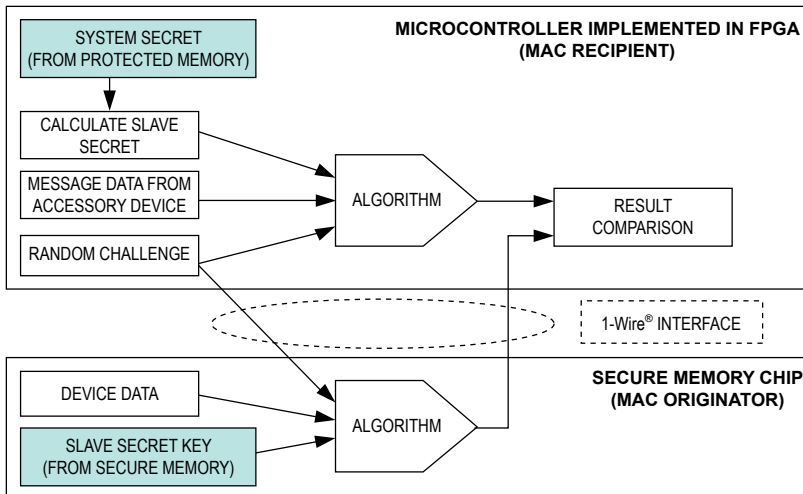 MICROCONTROLLER IMPLEMENTED IN FPGA
(MAC RECIPIENT)
SYSTEM SECRET
(FROM PROTECTED MEMORY)
CALCULATE SLAVE
SECRET
MESSAGE DATA FROM
ACCESSORY DEVICE
RANDOM CHALLENGE
ALGORITHM
RESULT
COMPARISON
1-Wire® INTERFACE
SECURE MEMORY CHIP
(MAC ORIGINATOR)
DEVICE DATA
SLAVE SECRET KEY
(FROM SECURE MEMORY)
ALGORITHM